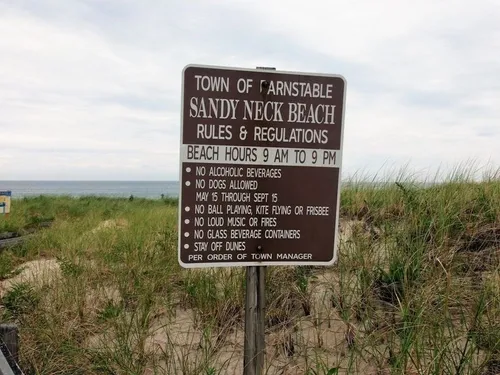 TOWN OF BARNSTABLE
SANDY NECK BEACH
RULES & REGULATIONS
BEACH HOURS 9 AM TO 9 PM
• NO ALCOHOLIC BEVERAGES
• NO DOGS ALLOWED
MAY 15 THROUGH SEPT 15
• NO BALL PLAYING, KITE FLYING OR FRISBEE
• NO LOUD MUSIC OR FIRES
• NO GLASS BEVERAGE CONTAINERS
• STAY OFF DUNES
PER ORDER OF TOWN MANAGER